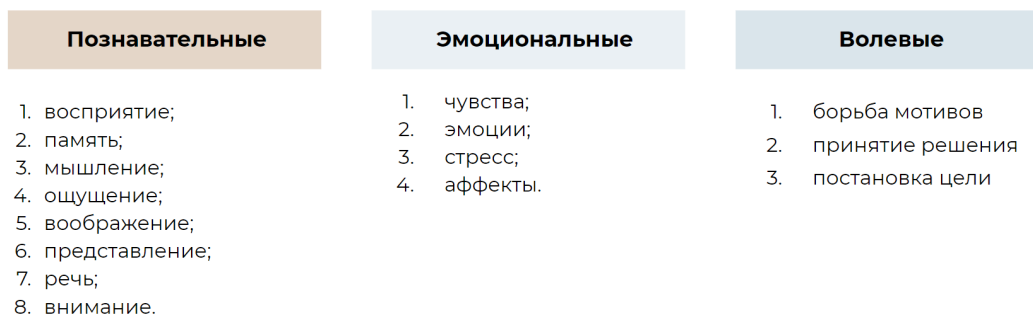 Познавательные
1. восприятие;
2. память;
3. мышление;
4. ощущение;
5. воображение;
6. представление;
7. речь;
8. внимание.
Эмоциональные
1. чувства;
2. эмоции;
3. стресс;
4. аффекты.
Волевые
1. борьба мотивов
2. принятие решения
3. постановка цели